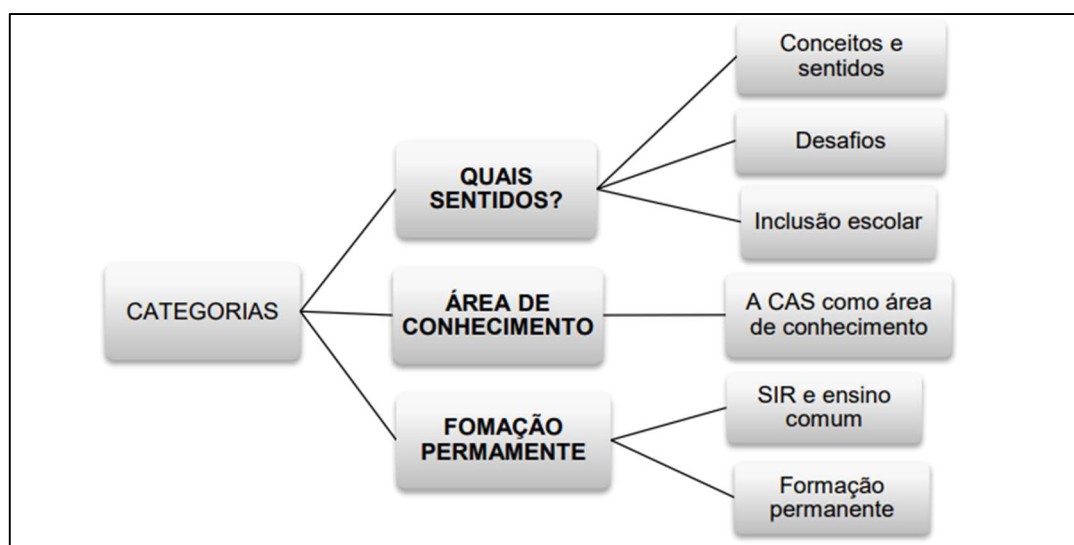 CATEGORIAS
QUAIS
SENTIDOS?
Conceitos e
sentidos
Desafios
Inclusão escolar
ÁREA DE
CONHECIMENTO
A CAS como área
de conhecimento
FOMAÇÃO
PERMAMENTE
SIR e ensino
comum
Formação
permanente